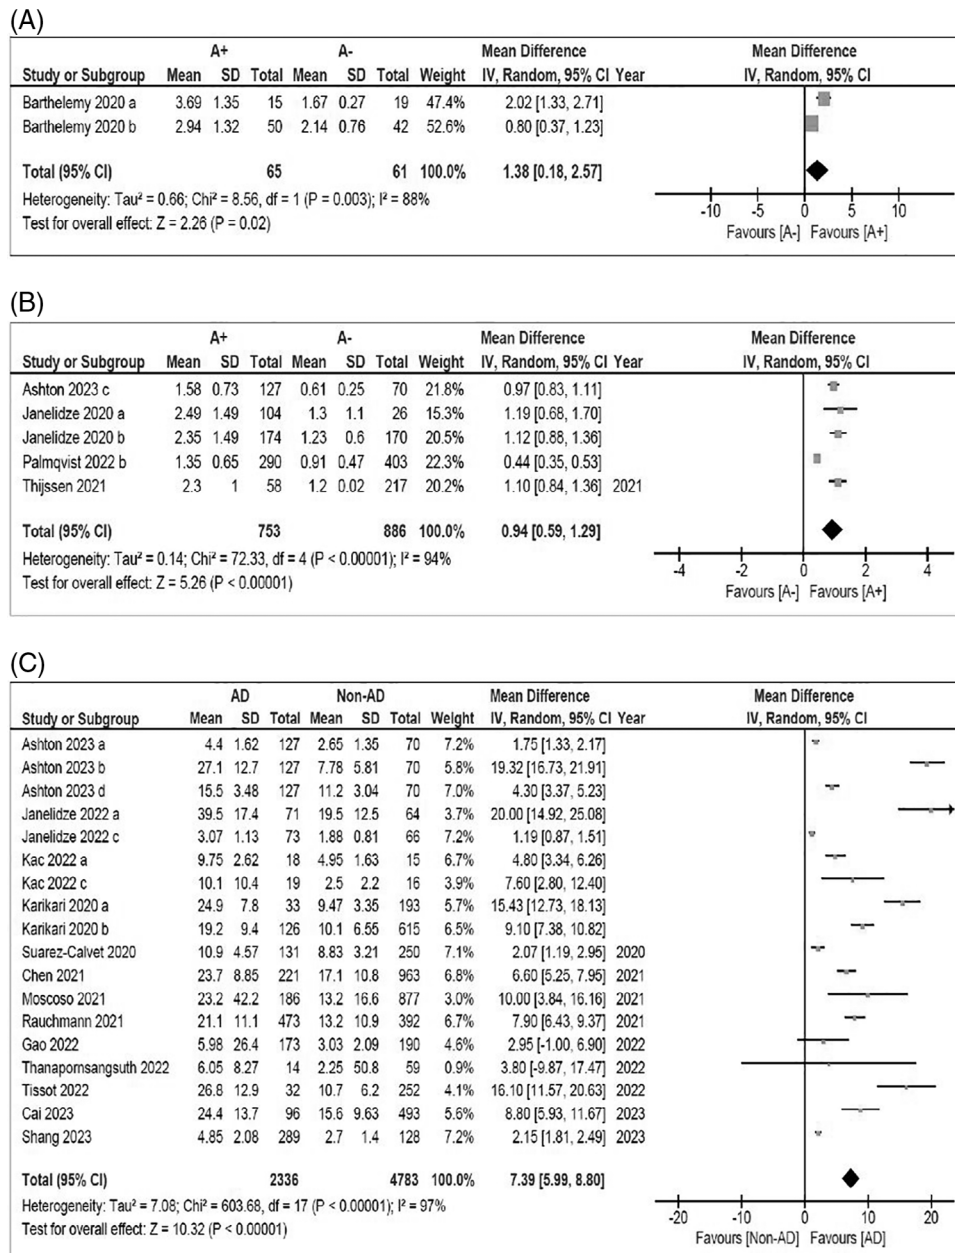 (A)
A+ A- Mean Difference Mean Difference
Study or Subgroup Mean SD Total Mean SD Total Weight IV, Random, 95% CI Year IV, Random, 95% CI
Barthelemy 2020 a 3.69 1.35 15 1.67 0.27 19 47.4% 2.02 [1.33, 2.71]
Barthelemy 2020 b 2.94 1.32 50 2.14 0.76 42 52.6% 0.80 [0.37, 1.23]
Total (95% CI) 65 61 100.0% 1.38 [0.18, 2.57]
Heterogeneity: Tau² = 0.66; Chi² = 8.56, df = 1 (P = 0.003); I² = 88%
Test for overall effect: Z = 2.26 (P = 0.02)
-10 -5 0 5 10
Favours [A-] Favours [A+]
(B)
A+ A- Mean Difference Mean Difference
Study or Subgroup Mean SD Total Mean SD Total Weight IV, Random, 95% CI Year IV, Random, 95% CI
Ashton 2023 c 1.58 0.73 127 0.61 0.25 70 21.8% 0.97 [0.83, 1.11]
Janelidze 2020 a 2.49 1.49 104 1.3 1.1 26 15.3% 1.19 [0.68, 1.70]
Janelidze 2020 b 2.35 1.49 174 1.23 0.6 170 20.5% 1.12 [0.88, 1.36]
Palmqvist 2022 b 1.35 0.65 290 0.91 0.47 403 22.3% 0.44 [0.35, 0.53]
Thijssen 2021 2.3 1 58 1.2 0.02 217 20.2% 1.10 [0.84, 1.36] 2021
Total (95% CI) 753 886 100.0% 0.94 [0.59, 1.29]
Heterogeneity: Tau² = 0.14; Chi² = 72.33, df = 4 (P < 0.00001); I² = 94%
Test for overall effect: Z = 5.26 (P < 0.00001)
-4 -2 0 2 4
Favours [A-] Favours [A+]
(C)
AD Non-AD Mean Difference Mean Difference
Study or Subgroup Mean SD Total Mean SD Total Weight IV, Random, 95% CI Year IV, Random, 95% CI
Ashton 2023 a 4.4 1.62 127 2.65 1.35 70 7.2% 1.75 [1.33, 2.17]
Ashton 2023 b 27.1 12.7 127 7.78 5.81 70 5.8% 19.32 [16.73, 21.91]
Ashton 2023 d 15.5 3.48 127 11.2 3.04 70 7.0% 4.30 [3.37, 5.23]
Janelidze 2022 a 39.5 17.4 71 19.5 12.5 64 3.7% 20.00 [14.92, 25.08]
Janelidze 2022 c 3.07 1.13 73 1.88 0.81 66 7.2% 1.19 [0.87, 1.51]
Kac 2022 a 9.75 2.62 18 4.95 1.63 15 6.7% 4.80 [3.34, 6.26]
Kac 2022 c 10.1 10.4 19 2.5 2.2 16 3.9% 7.60 [2.80, 12.40]
Karikari 2020 a 24.9 7.8 33 9.47 3.35 193 5.7% 15.43 [12.73, 18.13]
Karikari 2020 b 19.2 9.4 126 10.1 6.55 615 6.5% 9.10 [7.38, 10.82]
Suarez-Calvet 2020 10.9 4.57 131 8.83 3.21 250 7.1% 2.07 [1.19, 2.95] 2020
Chen 2021 23.7 8.85 221 17.1 10.8 963 6.8% 6.60 [5.25, 7.95] 2021
Moscoso 2021 23.2 42.2 186 13.2 16.6 877 3.0% 10.00 [3.84, 16.16] 2021
Rauchmann 2021 21.1 11.1 473 13.2 10.9 392 6.7% 7.90 [6.43, 9.37] 2021
Gao 2022 5.98 26.4 173 3.03 2.09 190 4.5% 2.95 [-1.00, 6.90] 2022
Thanapornsangsuth 2022 6.05 8.27 14 2.25 50.8 59 0.9% 3.80 [-9.87, 17.47] 2022
Tissot 2022 26.8 12.9 32 10.7 6.2 252 4.1% 16.10 [11.57, 20.63] 2022
Cai 2023 24.4 13.7 96 15.6 9.63 493 5.6% 8.80 [5.93, 11.67] 2023
Shang 2023 4.85 2.08 289 2.7 1.4 128 7.2% 2.15 [1.81, 2.49] 2023
Total (95% CI) 2336 4783 100.0% 7.39 [5.99, 8.80]
Heterogeneity: Tau² = 7.08; Chi² = 603.68, df = 17 (P < 0.00001); I² = 97%
Test for overall effect: Z = 10.32 (P < 0.00001)
-20 -10 0 10 20
Favours [Non-AD] Favours [AD]